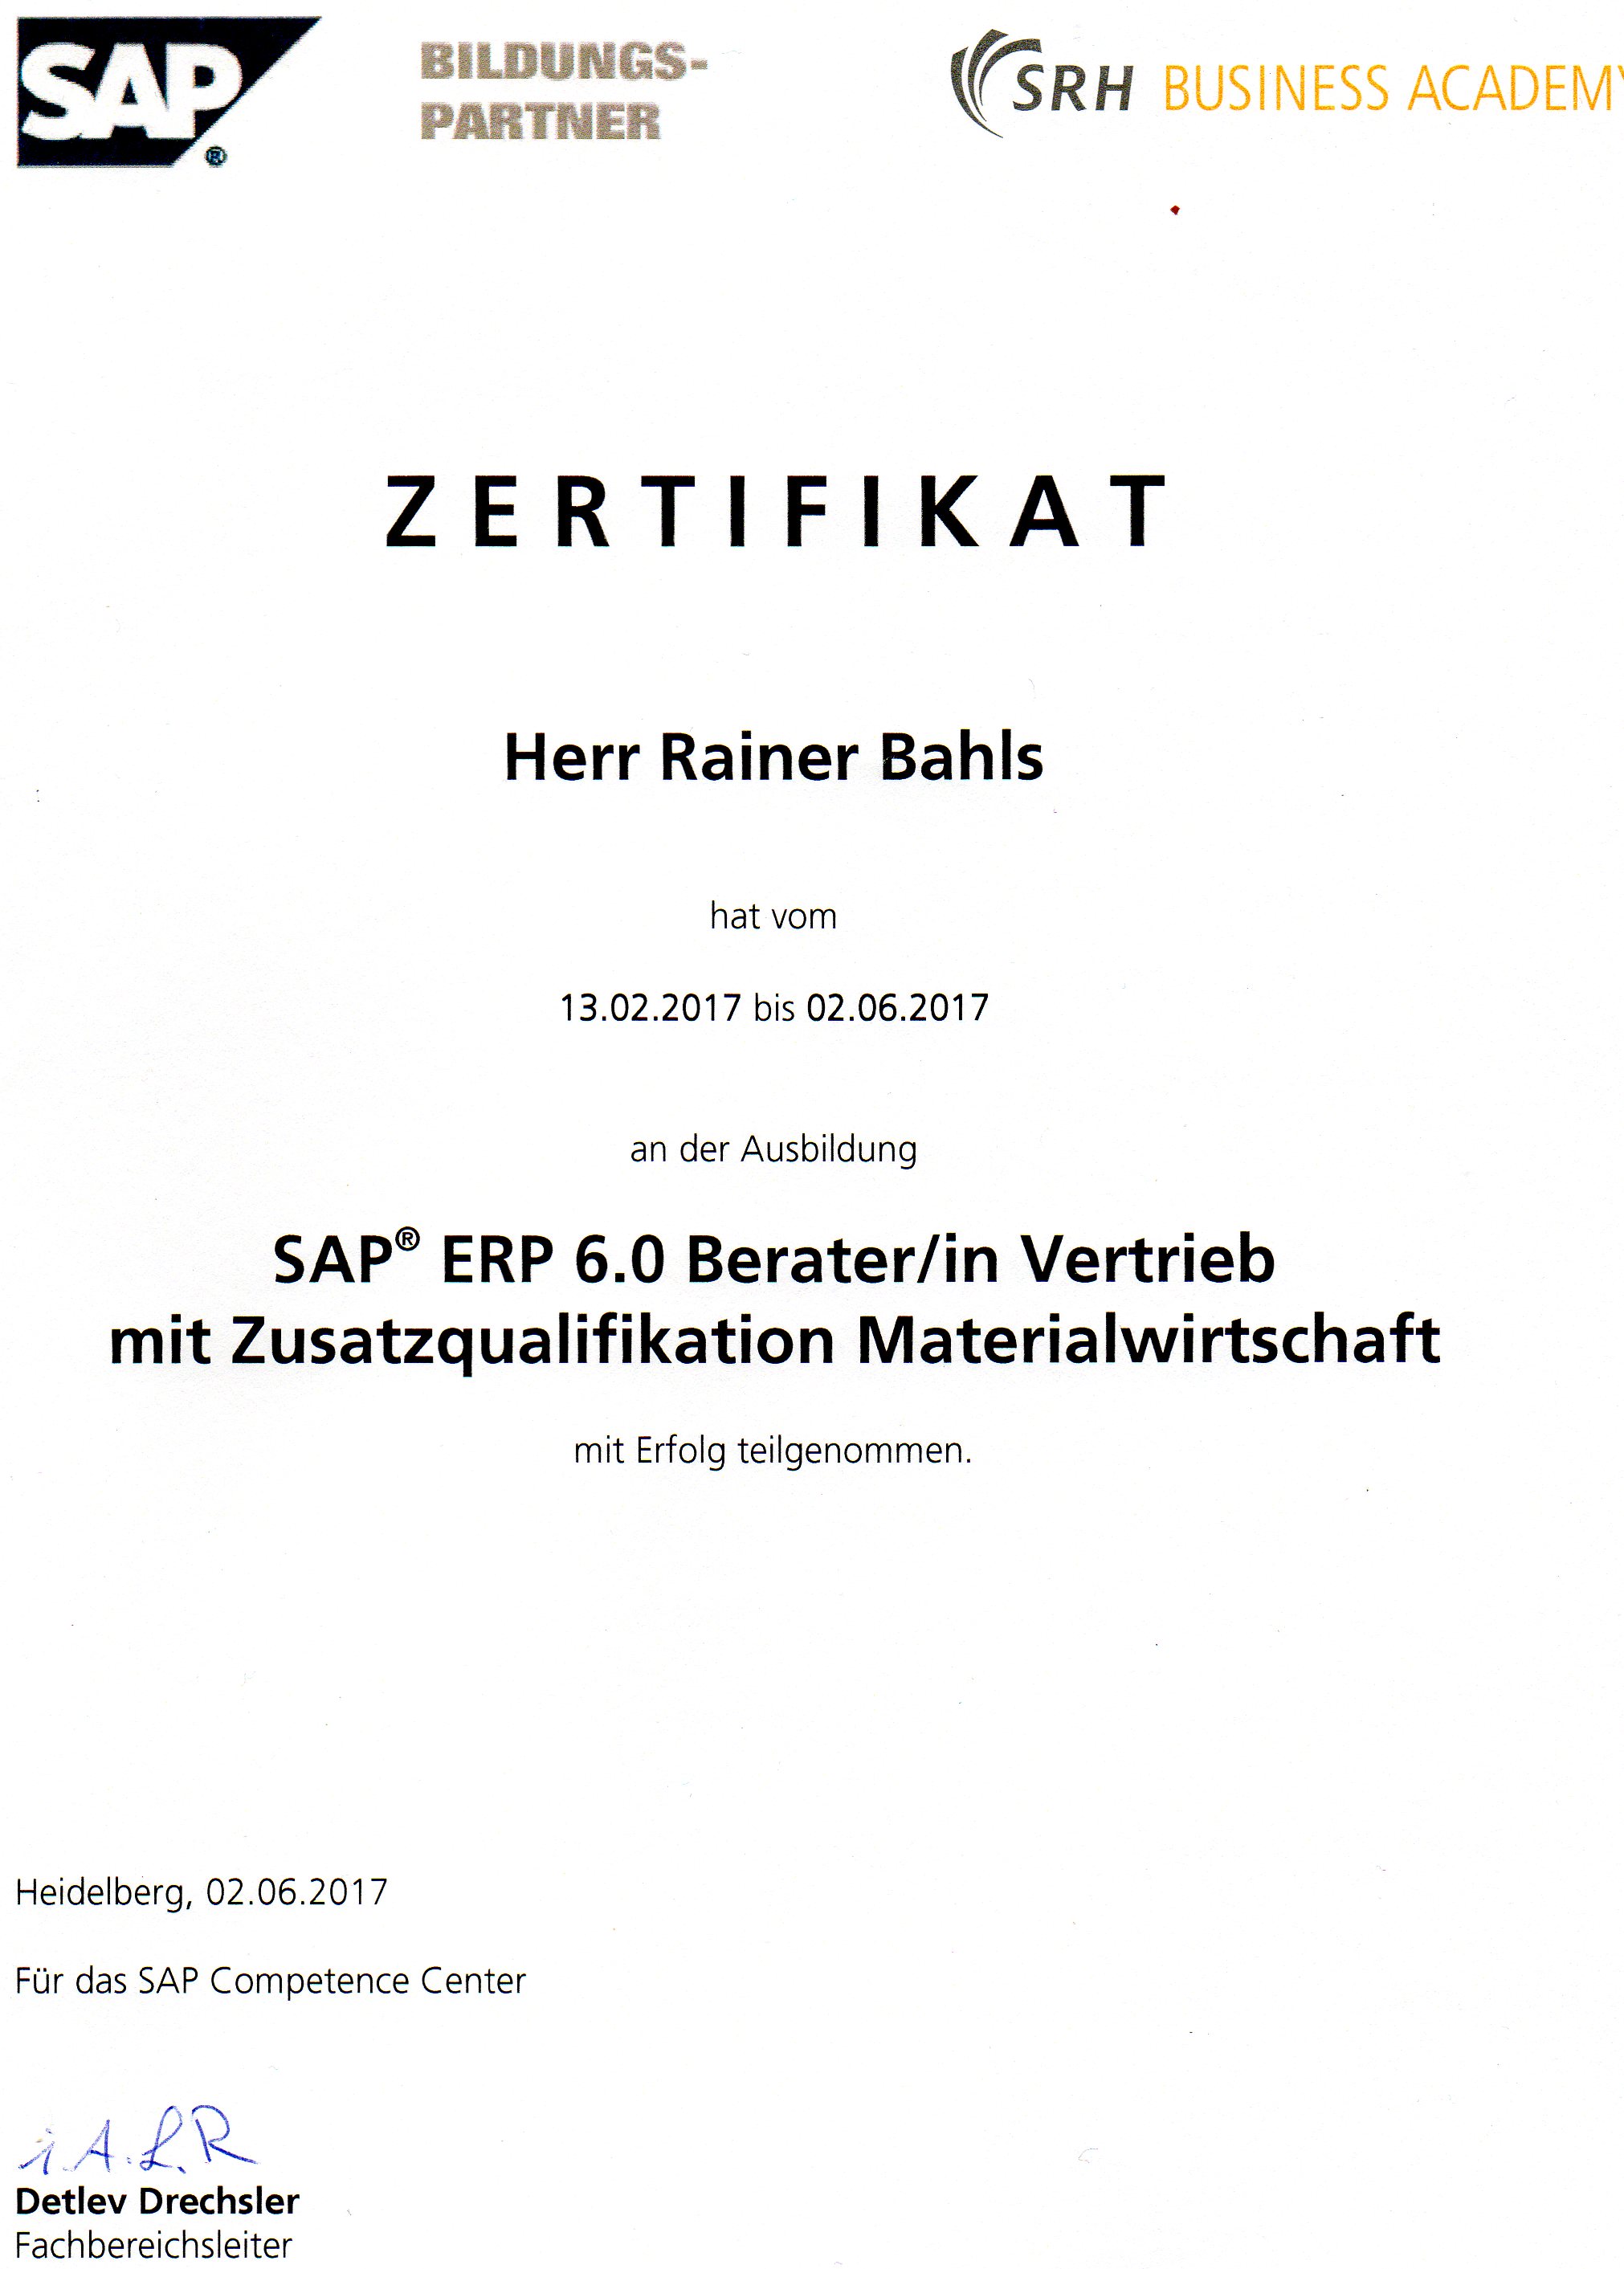 SAP®
BILDUNGS-
PARTNER
SRH BUSINESS ACADEMY
ZERTIFIKAT
Herr Rainer Bahls
hat vom
13.02.2017 bis 02.06.2017
an der Ausbildung
SAP® ERP 6.0 Berater/in Vertrieb
mit Zusatzqualifikation Materialwirtschaft
mit Erfolg teilgenommen.
Heidelberg, 02.06.2017
Für das SAP Competence Center
i.A. L.R
Detlev Drechsler
Fachbereichsleiter